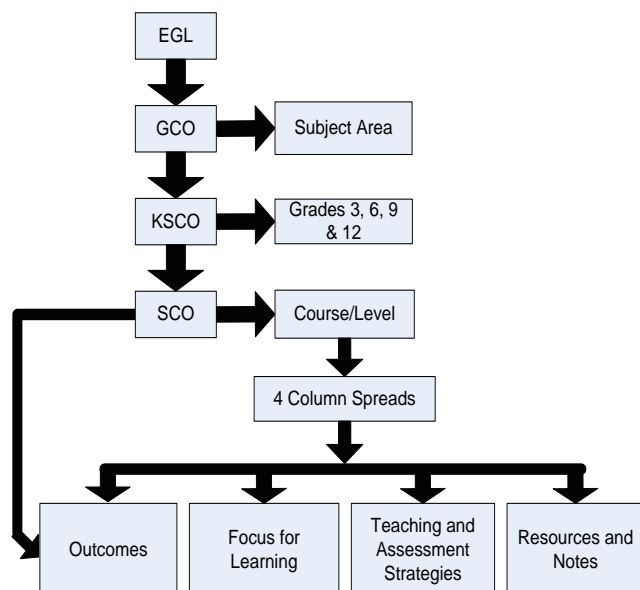 EGL
GCO
Subject Area
KSCO
Grades 3, 6, 9
& 12
SCO
Course/Level
4 Column Spreads
Outcomes
Focus for
Learning
Teaching and
Assessment
Strategies
Resources and
Notes